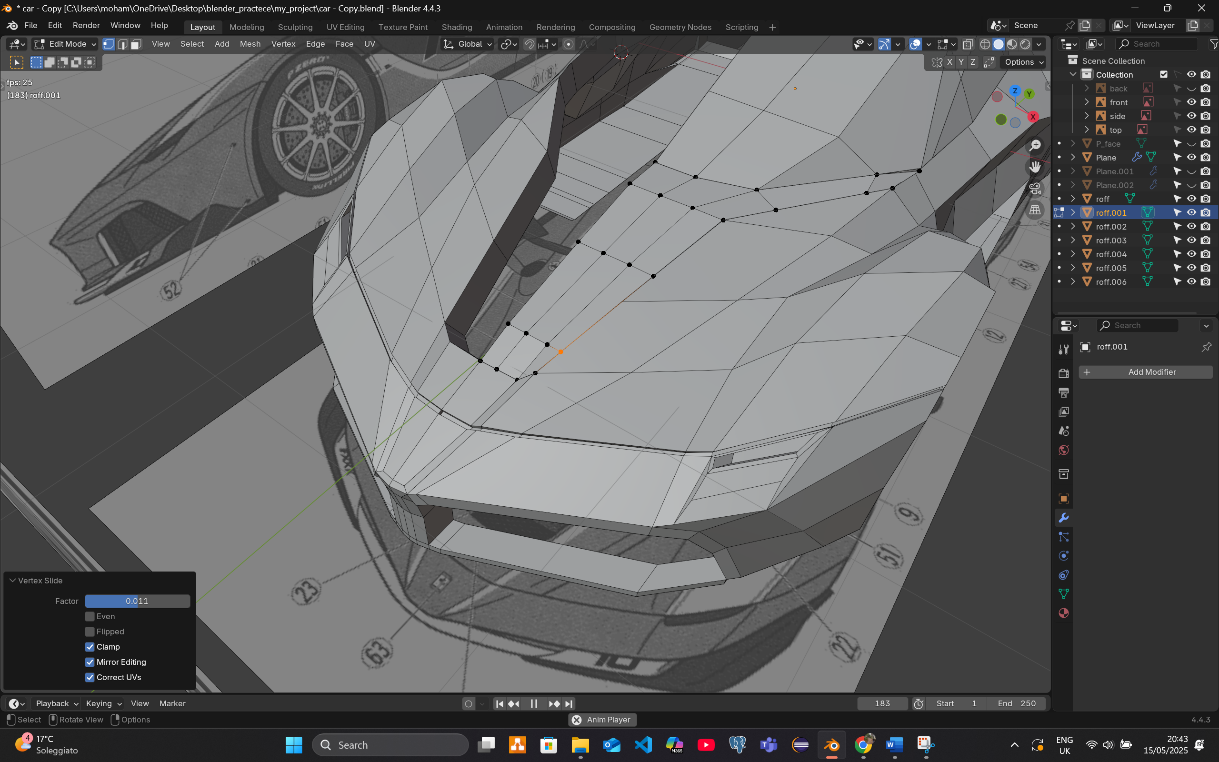 * car - Copy [C:\Users\moham\OneDrive\Desktop\blender_practece\my_project\car - Copy.blend] - Blender 4.4.3
File Edit Render Window Help
Layout Modeling Sculpting UV Editing Texture Paint Shading Animation Rendering Compositing Geometry Nodes Scripting +
Scene
ViewLayer
Edit Mode
View Select Add Mesh Vertex Edge Face UV
Global
Search
X Y Z
Options
fps: 25
(183) roff.001
Z
Y
X
Scene Collection
Collection
back
front
side
top
P_face
Plane
Plane.001
Plane.002
roff
roff.001
roff.002
roff.003
roff.004
roff.005
roff.006
Search
roff.001
+ Add Modifier
P ZERO
52
23
63
22
51
9
10
Vertex Slide
Factor 0.011
Even
Flipped
Clamp
Mirror Editing
Correct UVs
Playback Keying View Marker
183
Start 1
End 250
Select
Rotate View
Options
Anim Player
4.4.3
4
17°C
Soleggiato
Search
ENG
UK
20:43
15/05/2025